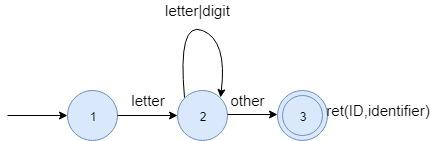 letter|digit
letter
other
1
2
3
ret(ID,identifier)